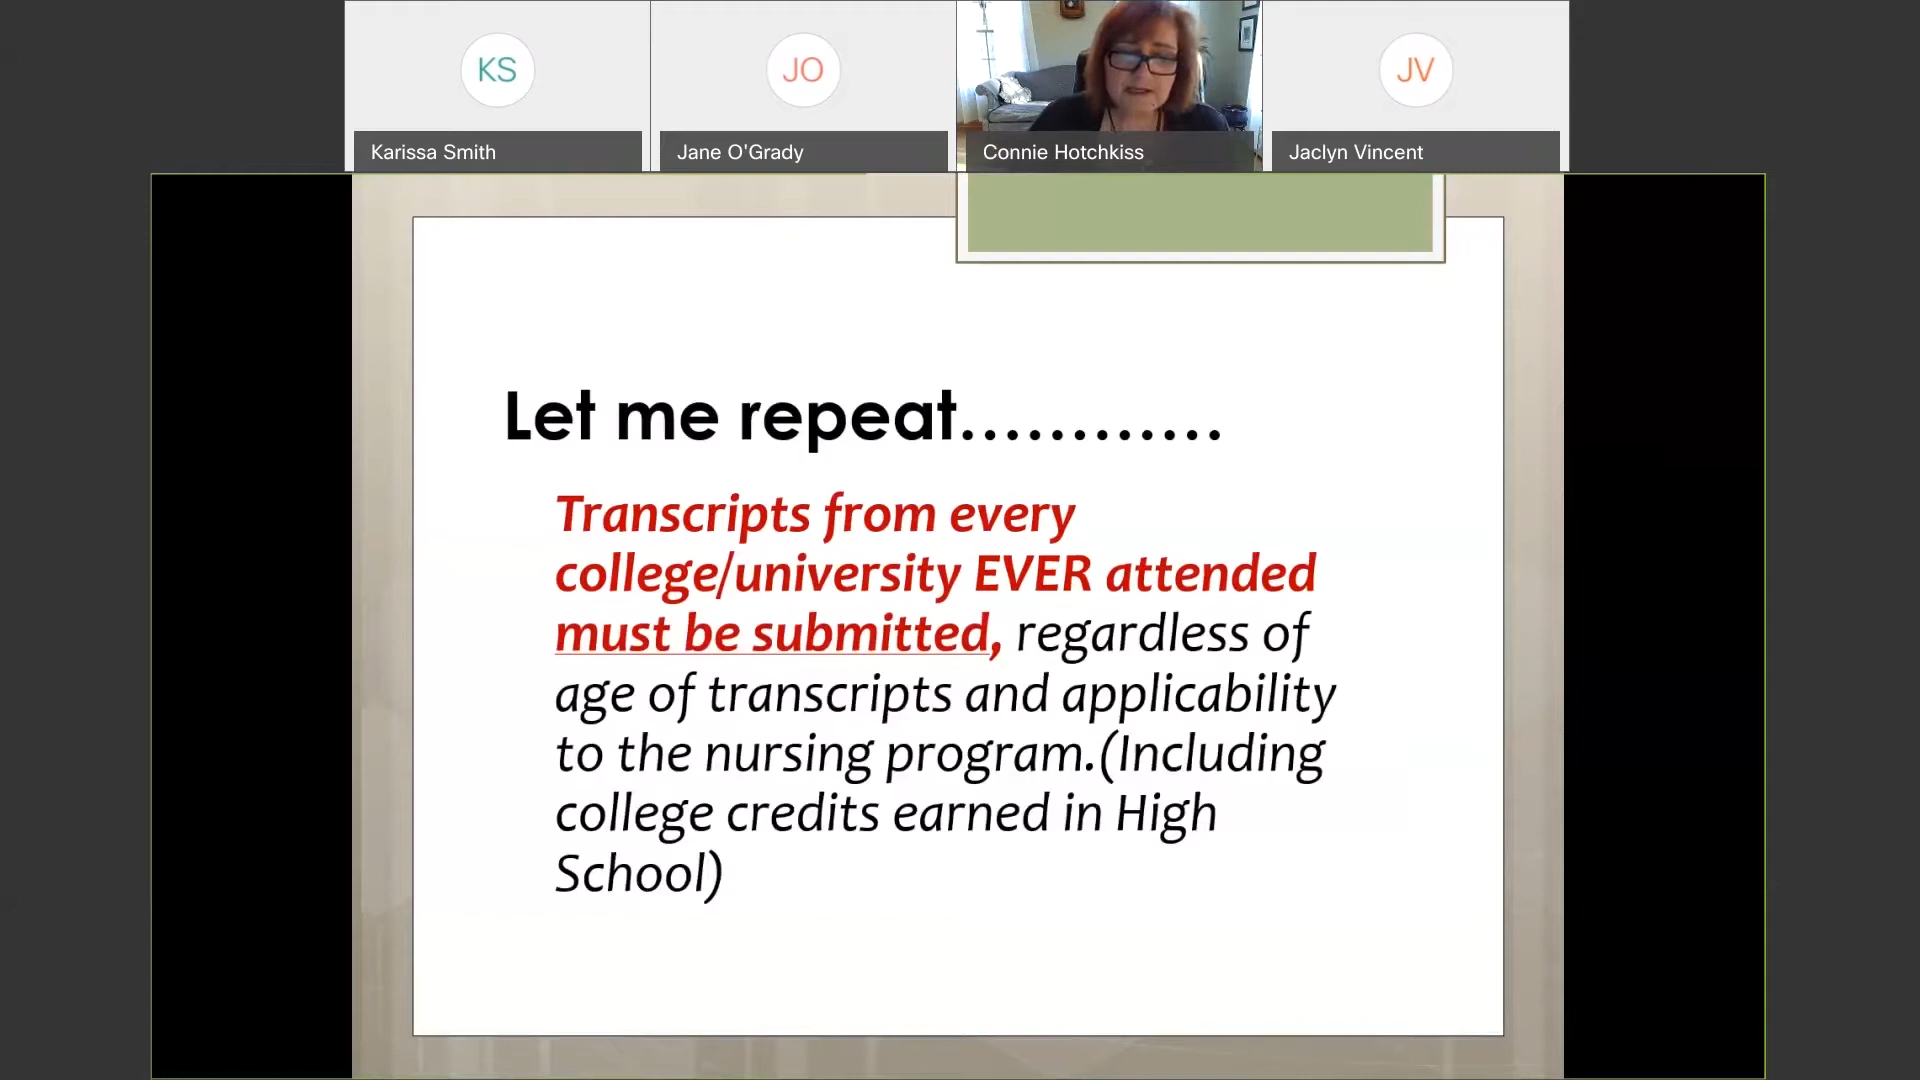 KS
JO
JV
Karissa Smith
Jane O'Grady
Connie Hotchkiss
Jaclyn Vincent
Let me repeat............
Transcripts from every
college/university EVER attended
must be submitted, regardless of
age of transcripts and applicability
to the nursing program.(Including
college credits earned in High
School)